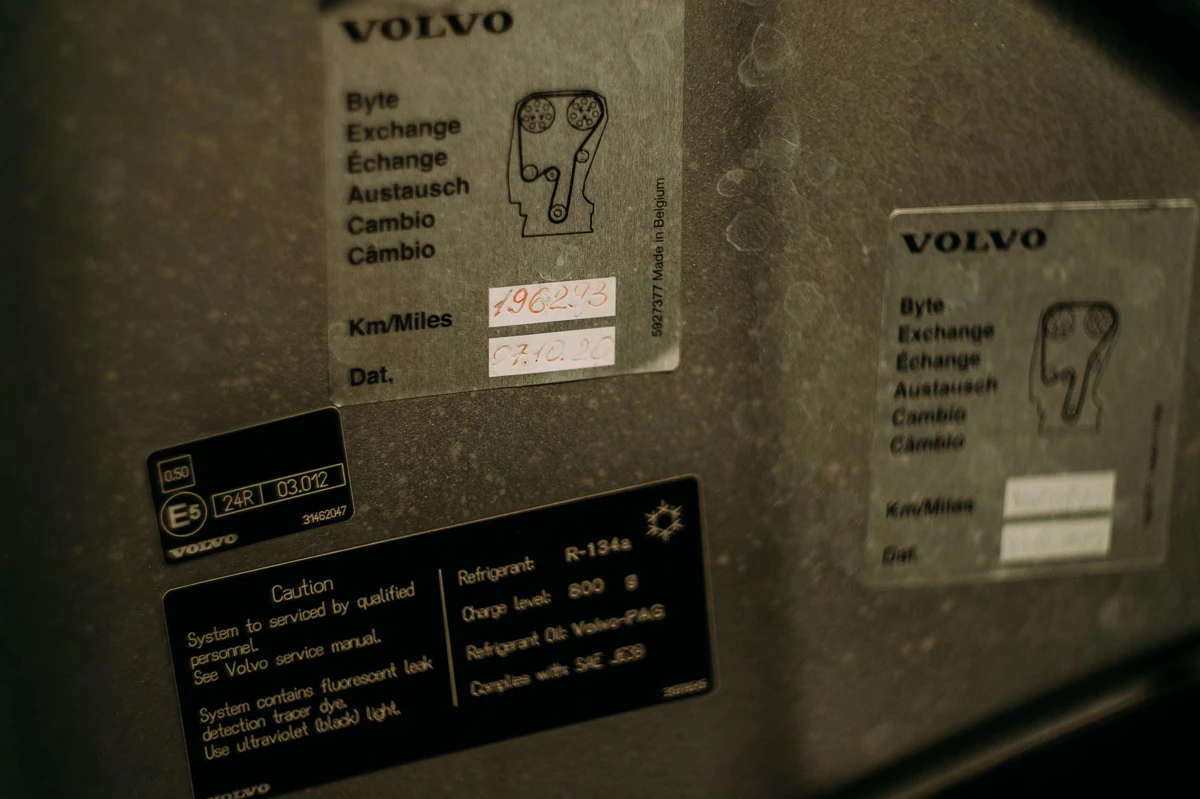 VOLVO
Byte
Exchange
Échange
Austausch
Cambio
Câmbio
Km/Miles
196293
Dat.
07.10.20
5927377 Made in Belgium
VOLVO
Byte
Exchange
Échange
Austausch
Cambio
Câmbio
Km/Miles
Dat.
0.50
E5
24R 03.012
31462047
VOLVO
Caution
System to serviced by qualified
personnel.
See Volvo service manual.
System contains fluorescent leak
detection tracer dye.
Use ultraviolet (black) light.
VOLVO
Refrigerant: R-134a
Charge level: 800 g
Refrigerant Oil: Volvo-PAG
Complies with: SAE J639